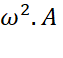 𝜔². 𝐴